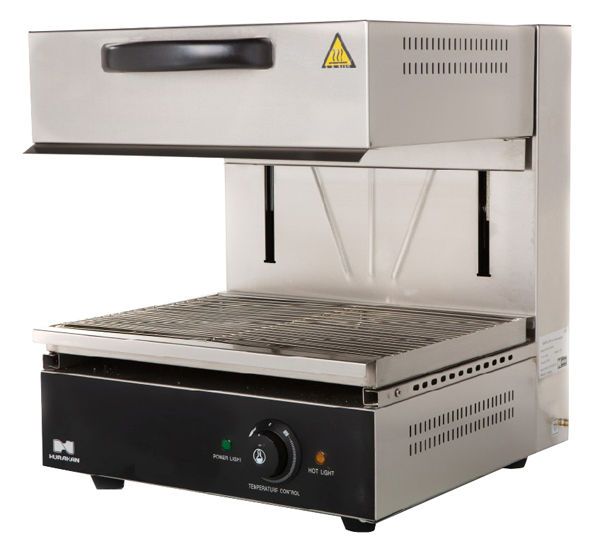 POWER LIGHT
HOT LIGHT
HURAKAN
TEMPERATURE CONTROL